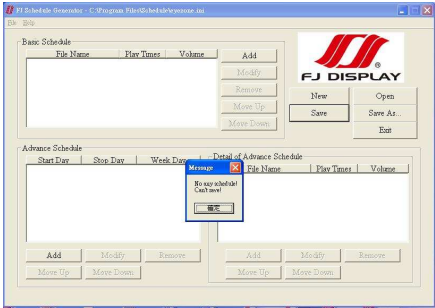 FJ Schedule Generator - C:\Program Files\Schedule\eyezone.ini
File Help
Basic Schedule
File Name Play Times Volume
Add
Modify
Remove
Move Up
Move Down
FJ DISPLAY
New Open
Save Save As...
Exit
Advance Schedule
Start Day Stop Day Week Day
Detail of Advance Schedule
File Name Play Times Volume
Message
No any schedule!
Can't save!
確定
Add Modify Remove
Move Up Move Down
Add Modify Remove
Move Up Move Down